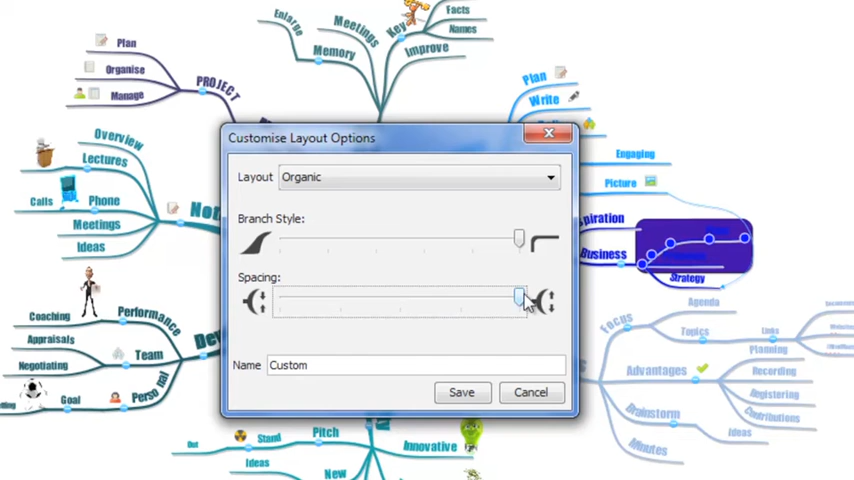 Enlarge
Meetings
Memory
Key
Facts
Names
Improve
Plan
Organise
Manage
PROJECT
Plan
Write
Engaging
Picture
Overview
Lectures
Calls
Phone
Meetings
Ideas
Not
Customise Layout Options
Layout
Organic
Branch Style:
Spacing:
Name
Custom
Save
Cancel
spiration
Business
Strategy
Coaching
Performance
Appraisals
Team
Negotiating
Goal
Personal
Dev
Focus
Agenda
Topics
Links
Planning
Advantages
Recording
Registering
Contributions
Brainstorm
Ideas
Minutes
Out
Stand
Pitch
Ideas
New
Innovative